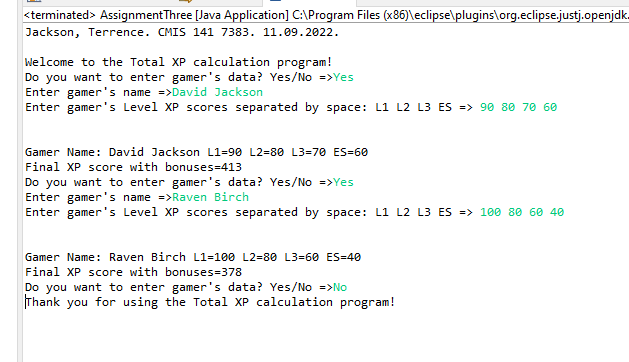 <terminated> AssignmentThree [Java Application] C:\Program Files (x86)\eclipse\plugins\org.eclipse.justj.openjdk.
Jackson, Terrence. CMIS 141 7383. 11.09.2022.
Welcome to the Total XP calculation program!
Do you want to enter gamer's data? Yes/No =>Yes
Enter gamer's name =>David Jackson
Enter gamer's Level XP scores separated by space: L1 L2 L3 ES => 90 80 70 60
Gamer Name: David Jackson L1=90 L2=80 L3=70 ES=60
Final XP score with bonuses=413
Do you want to enter gamer's data? Yes/No =>Yes
Enter gamer's name =>Raven Birch
Enter gamer's Level XP scores separated by space: L1 L2 L3 ES => 100 80 60 40
Gamer Name: Raven Birch L1=100 L2=80 L3=60 ES=40
Final XP score with bonuses=378
Do you want to enter gamer's data? Yes/No =>No
Thank you for using the Total XP calculation program!